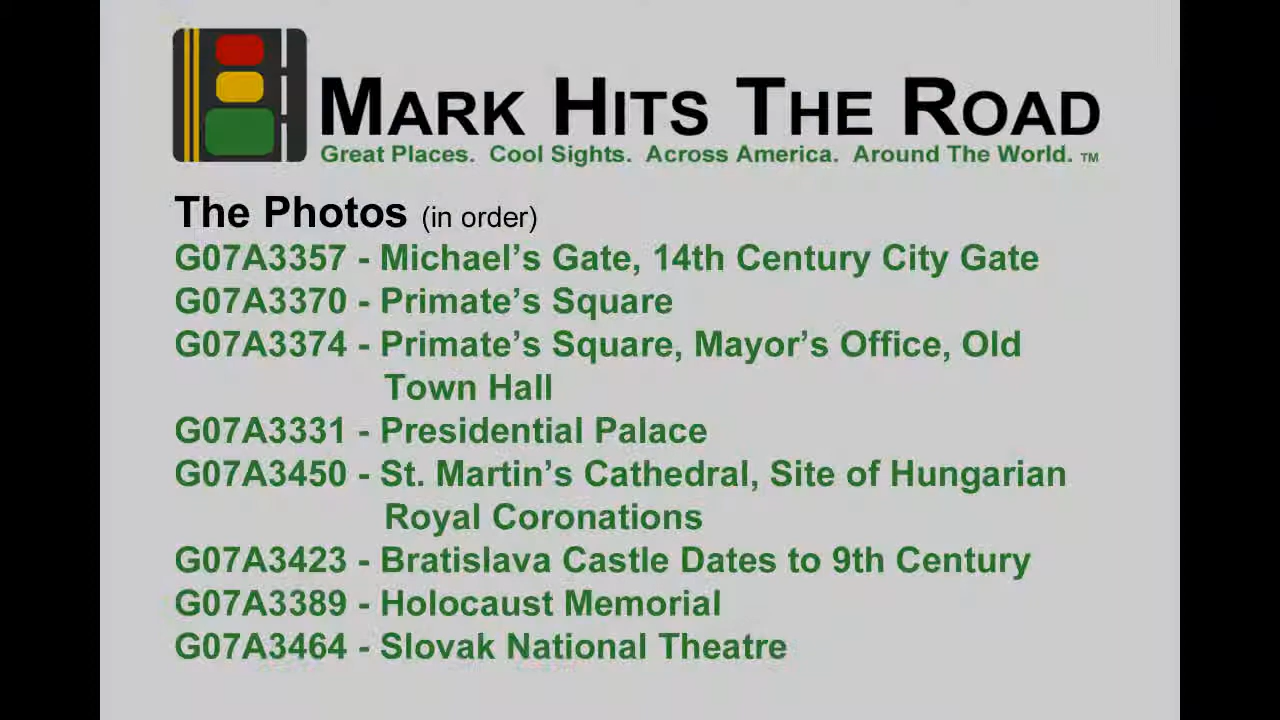 MARK HITS THE ROAD
Great Places. Cool Sights. Across America. Around The World. TM
The Photos (in order)
G07A3357 - Michael’s Gate, 14th Century City Gate
G07A3370 - Primate’s Square
G07A3374 - Primate’s Square, Mayor’s Office, Old
Town Hall
G07A3331 - Presidential Palace
G07A3450 - St. Martin’s Cathedral, Site of Hungarian
Royal Coronations
G07A3423 - Bratislava Castle Dates to 9th Century
G07A3389 - Holocaust Memorial
G07A3464 - Slovak National Theatre